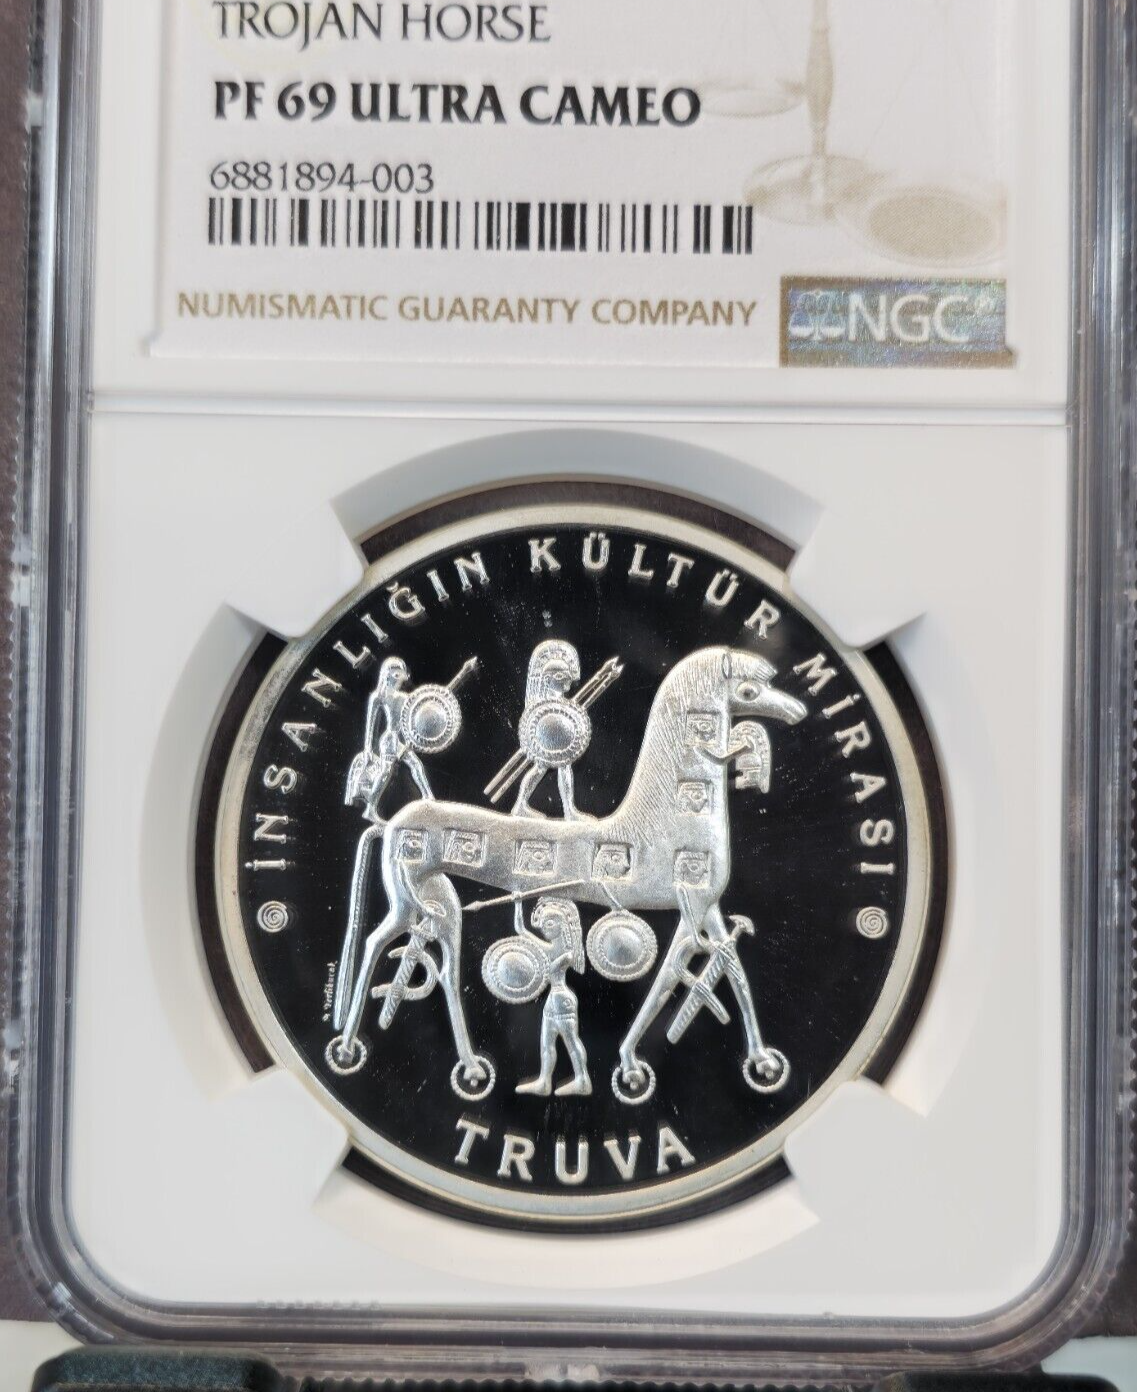 TROJAN HORSE
PF 69 ULTRA CAMEO
6881894-003
NUMISMATIC GUARANTY COMPANY
NGC®
İNSANLIĞIN KÜLTÜR MİRASI
TRUVA